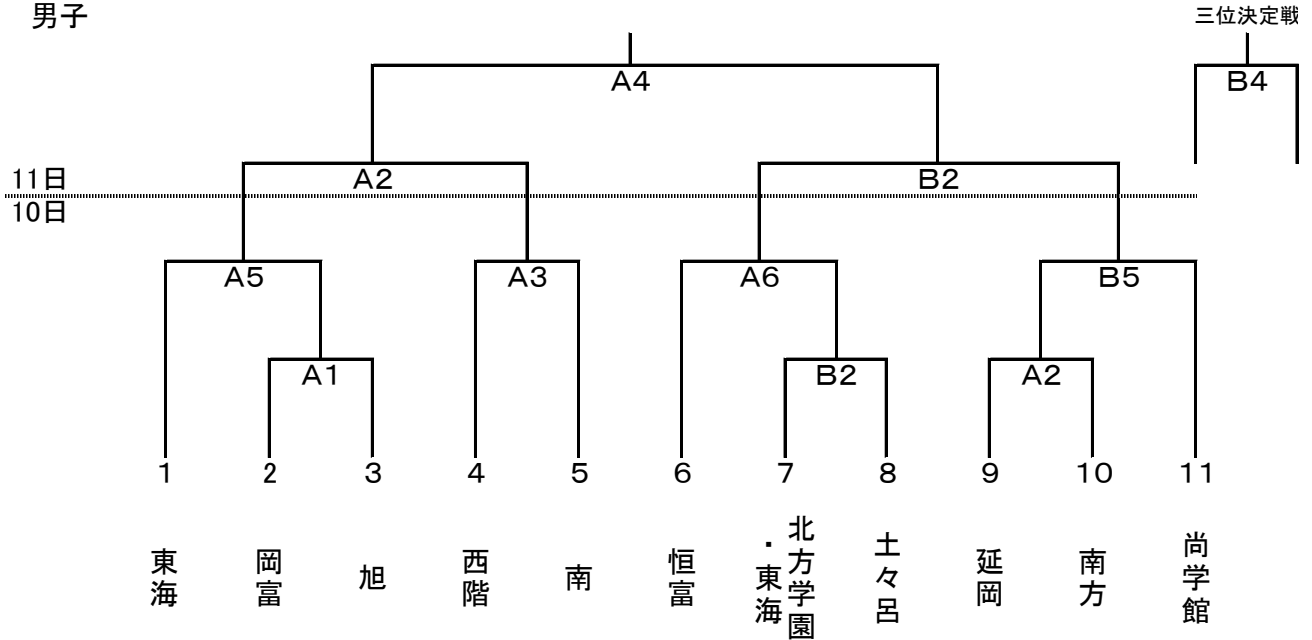 男子
三位決定戦
A4
B4
11日
A2
B2
10日
A5
A3
A6
B5
A1
B2
A2
1
2
3
4
5
6
7
8
9
10
11
東海
岡富
旭
西階
南
恒富
北方学園
・東海
土々呂
延岡
南方
尚学館